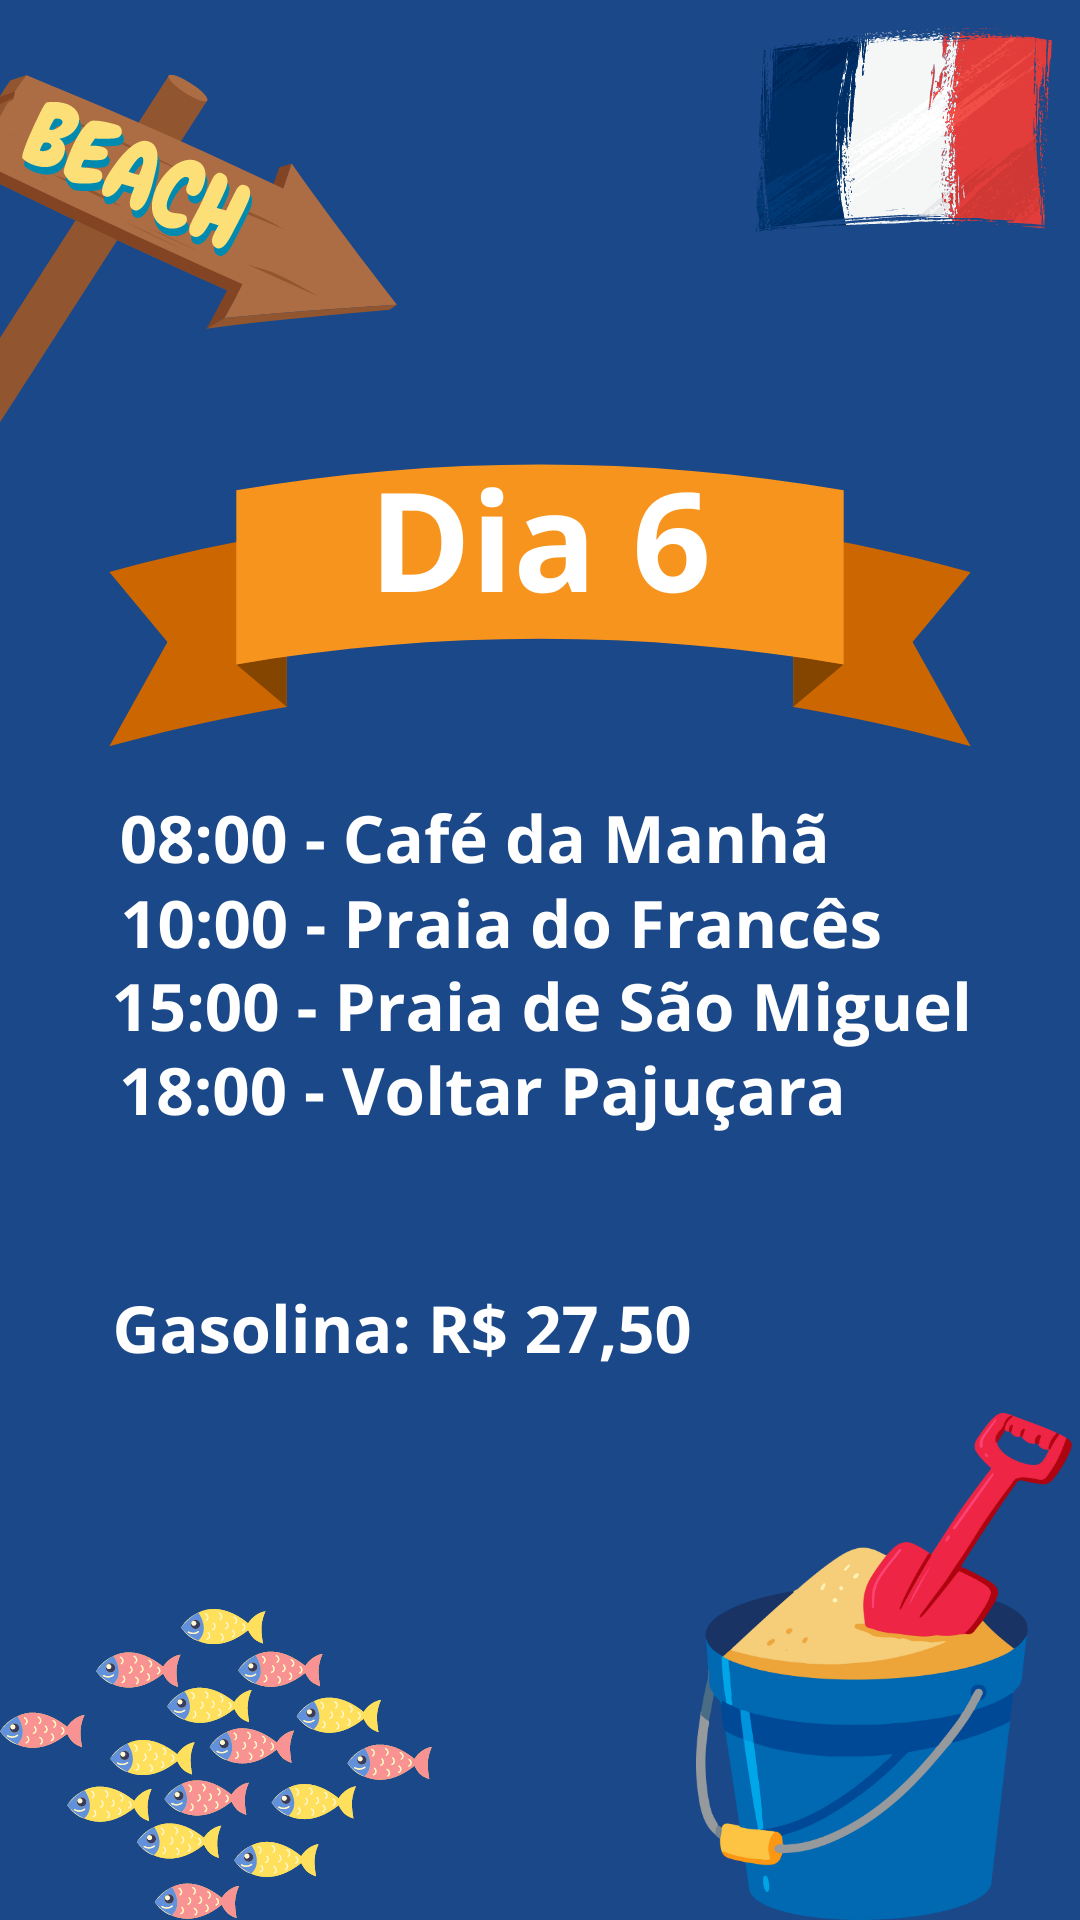 BEACH
Dia 6
08:00 - Café da Manhã
10:00 - Praia do Francês
15:00 - Praia de São Miguel
18:00 - Voltar Pajuçara
Gasolina: R$ 27,50